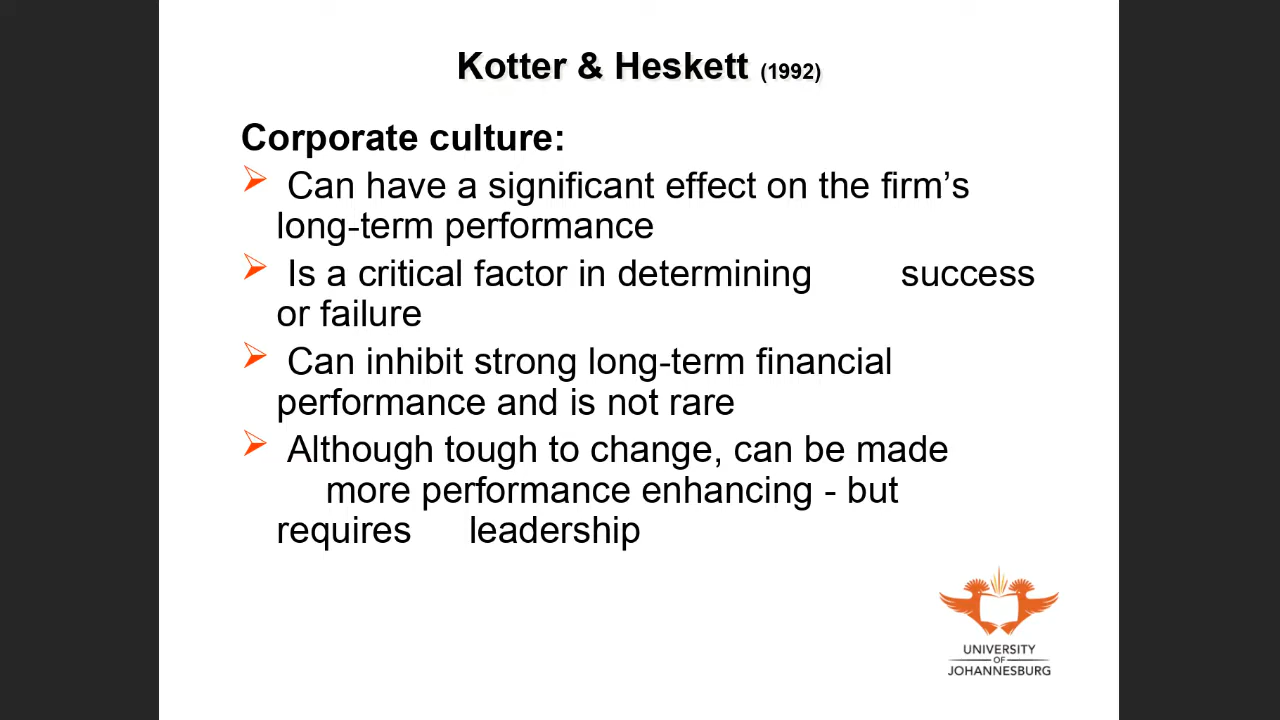 Kotter & Heskett (1992)
Corporate culture:
Can have a significant effect on the firm’s
long-term performance
Is a critical factor in determining success
or failure
Can inhibit strong long-term financial
performance and is not rare
Although tough to change, can be made
more performance enhancing - but
requires leadership
UNIVERSITY
OF
JOHANNESBURG